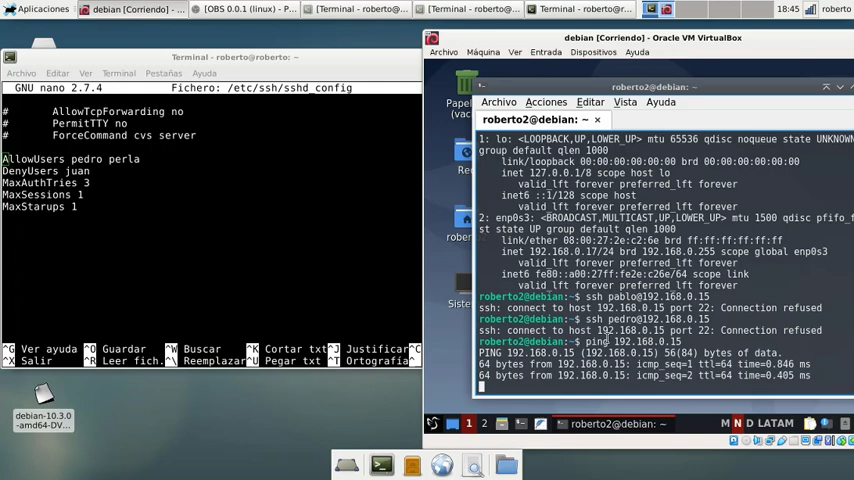 Aplicaciones
debian [Corriendo] - ...
[OBS 0.0.1 (linux) - P...
[Terminal - roberto@...
[Terminal - roberto@...
Terminal - roberto@r...
18:45
roberto
Terminal - roberto@roberto: ~
Archivo Editar Ver Terminal Pestañas Ayuda
GNU nano 2.7.4 Fichero: /etc/ssh/sshd_config
# AllowTcpForwarding no
# PermitTTY no
# ForceCommand cvs server
AllowUsers pedro perla
DenyUsers juan
MaxAuthTries 3
MaxSessions 1
MaxStarups 1
^G Ver ayuda ^O Guardar ^W Buscar ^K Cortar txt ^J Justificar ^C
^X Salir ^R Leer fich. ^\ Reemplazar ^U Pegar txt ^T Ortografía
debian-10.3.0
-amd64-DV...
debian [Corriendo] - Oracle VM VirtualBox
Archivo Máquina Ver Entrada Dispositivos Ayuda
Papel
(vac
Rec
robert
Siste
roberto2@debian: ~
Archivo Acciones Editar Vista Ayuda
roberto2@debian: ~ ×
1: lo: <LOOPBACK,UP,LOWER_UP> mtu 65536 qdisc noqueue state UNKNOWN
group default qlen 1000
link/loopback 00:00:00:00:00:00 brd 00:00:00:00:00:00
inet 127.0.0.1/8 scope host lo
valid_lft forever preferred_lft forever
inet6 ::1/128 scope host
valid_lft forever preferred_lft forever
2: enp0s3: <BROADCAST,MULTICAST,UP,LOWER_UP> mtu 1500 qdisc pfifo_f
st state UP group default qlen 1000
link/ether 08:00:27:2e:c2:6e brd ff:ff:ff:ff:ff:ff
inet 192.168.0.17/24 brd 192.168.0.255 scope global enp0s3
valid_lft forever preferred_lft forever
inet6 fe80::a00:27ff:fe2e:c26e/64 scope link
valid_lft forever preferred_lft forever
roberto2@debian:~$ ssh pablo@192.168.0.15
ssh: connect to host 192.168.0.15 port 22: Connection refused
roberto2@debian:~$ ssh pedro@192.168.0.15
ssh: connect to host 192.168.0.15 port 22: Connection refused
roberto2@debian:~$ ping 192.168.0.15
PING 192.168.0.15 (192.168.0.15) 56(84) bytes of data.
64 bytes from 192.168.0.15: icmp_seq=1 ttl=64 time=0.846 ms
64 bytes from 192.168.0.15: icmp_seq=2 ttl=64 time=0.405 ms
1 2 roberto2@debian: ~ M N D LATAM